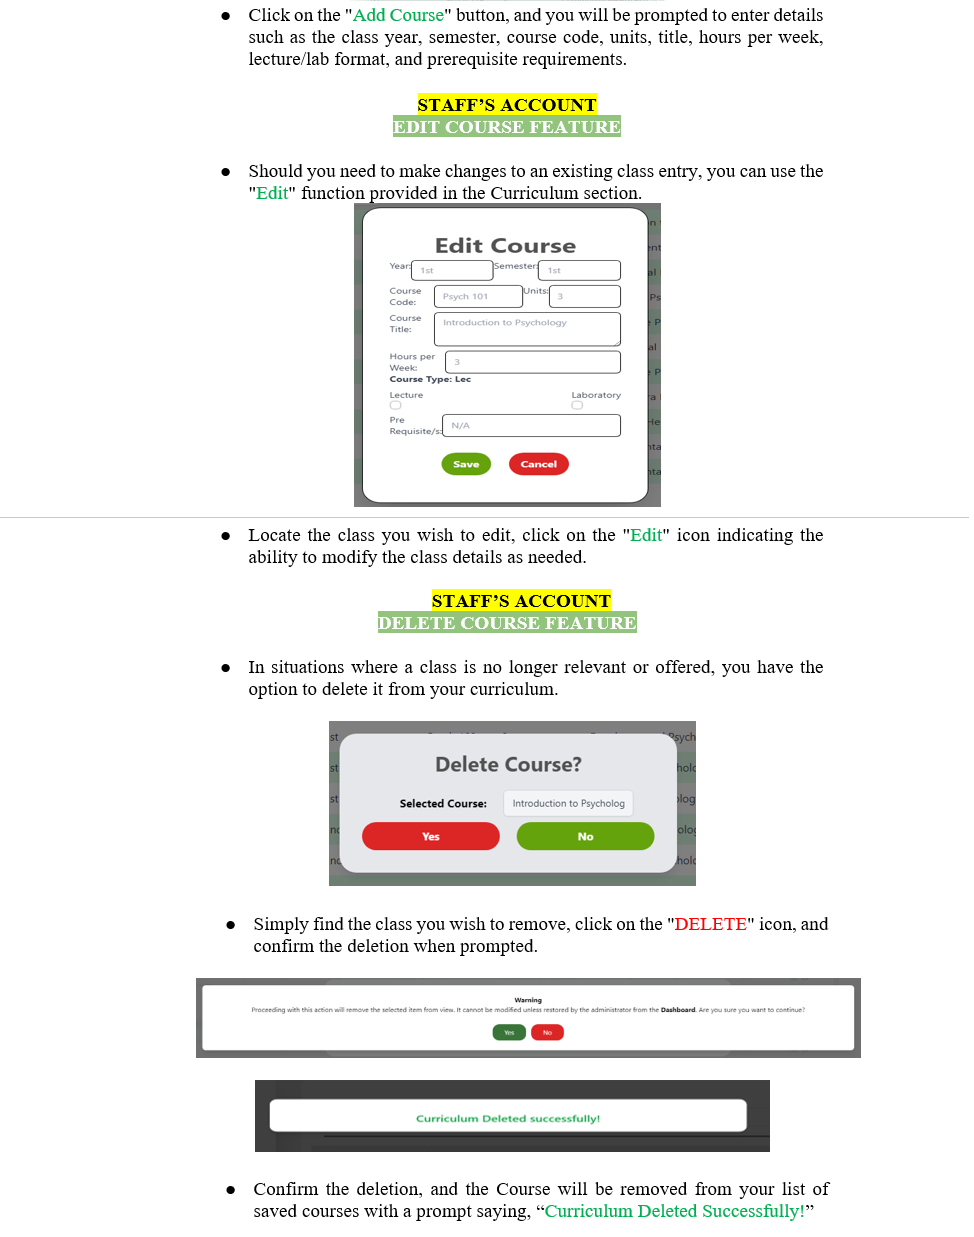 ● Click on the "Add Course" button, and you will be prompted to enter details
such as the class year, semester, course code, units, title, hours per week,
lecture/lab format, and prerequisite requirements.
STAFF’S ACCOUNT
EDIT COURSE FEATURE
● Should you need to make changes to an existing class entry, you can use the
"Edit" function provided in the Curriculum section.
Edit Course
Year: 1st Semester: 1st
Course Code: Psych 101 Units: 3
Course Title: Introduction to Psychology
Hours per Week: 3
Course Type: Lec
Lecture Laboratory
Pre Requisite/s: N/A
Save Cancel
● Locate the class you wish to edit, click on the "Edit" icon indicating the
ability to modify the class details as needed.
STAFF’S ACCOUNT
DELETE COURSE FEATURE
● In situations where a class is no longer relevant or offered, you have the
option to delete it from your curriculum.
Delete Course?
Selected Course: Introduction to Psycholog
Yes No
● Simply find the class you wish to remove, click on the "DELETE" icon, and
confirm the deletion when prompted.
Warning
Proceeding with this action will remove the selected item from view. It cannot be modified unless restored by the administrator from the Dashboard. Are you sure you want to continue?
Yes No
Curriculum Deleted successfully!
● Confirm the deletion, and the Course will be removed from your list of
saved courses with a prompt saying, “Curriculum Deleted Successfully!”